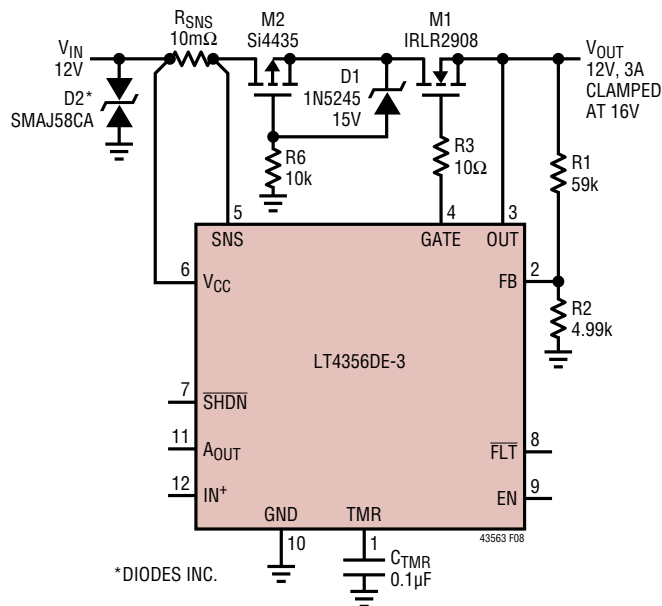 RSNS
10mΩ
M2
Si4435
M1
IRLR2908
VIN
12V
D2*
SMAJ58CA
D1
1N5245
15V
VOUT
12V, 3A
CLAMPED
AT 16V
R6
10k
R3
10Ω
R1
59k
5
4
3
SNS
GATE
OUT
6
VCC
2
FB
R2
4.99k
LT4356DE-3
7
SHDN
11
AOUT
8
FLT
12
IN+
9
EN
GND
TMR
10
1
43563 F08
CTMR
0.1µF
*DIODES INC.